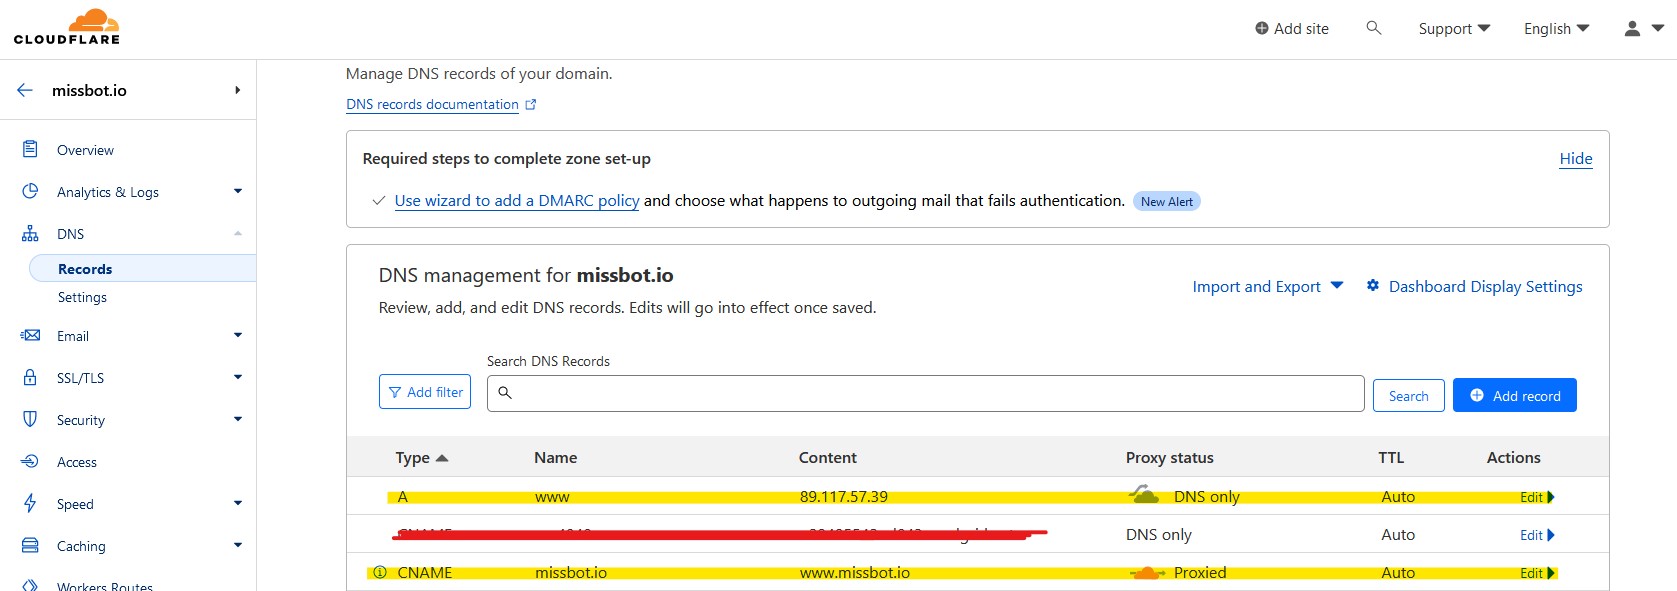 CLOUDFLARE
Add site
Support
English
missbot.io
Overview
Analytics & Logs
DNS
Records
Settings
Email
SSL/TLS
Security
Access
Speed
Caching
Workers Routes
Manage DNS records of your domain.
DNS records documentation
Required steps to complete zone set-up
Hide
Use wizard to add a DMARC policy and choose what happens to outgoing mail that fails authentication. New Alert
DNS management for missbot.io
Review, add, and edit DNS records. Edits will go into effect once saved.
Import and Export
Dashboard Display Settings
Search DNS Records
Add filter
Search
Add record
Type Name Content Proxy status TTL Actions
A www 89.117.57.39 DNS only Auto Edit
DNS only Auto Edit
CNAME missbot.io www.missbot.io Proxied Auto Edit